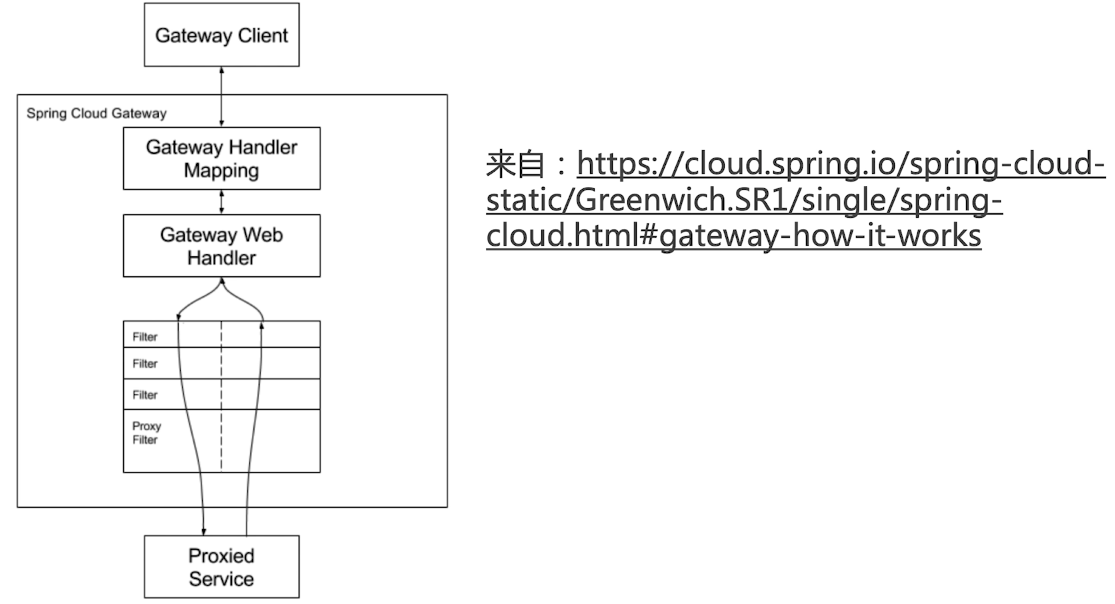 Gateway Client
Spring Cloud Gateway
Gateway Handler
Mapping
Gateway Web
Handler
Filter
Filter
Filter
Proxy
Filter
Proxied
Service
来自：https://cloud.spring.io/spring-cloud-
static/Greenwich.SR1/single/spring-
cloud.html#gateway-how-it-works